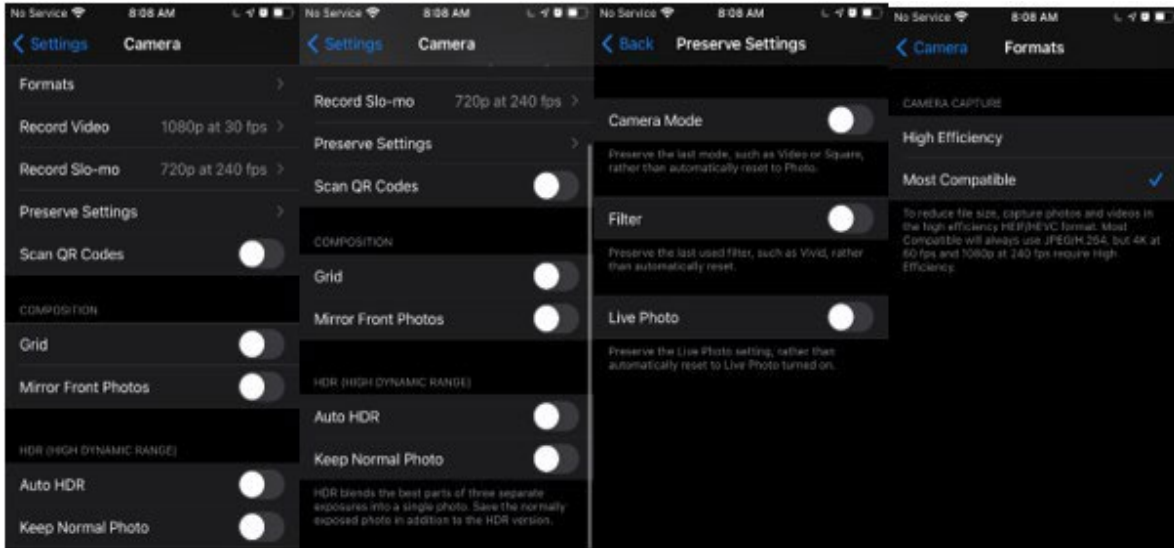 No Service 8:08 AM
Settings Camera
Formats
Record Video 1080p at 30 fps
Record Slo-mo 720p at 240 fps
Preserve Settings
Scan QR Codes
COMPOSITION
Grid
Mirror Front Photos
HDR (HIGH DYNAMIC RANGE)
Auto HDR
Keep Normal Photo
No Service 8:08 AM
Settings Camera
Record Slo-mo 720p at 240 fps
Preserve Settings
Scan QR Codes
COMPOSITION
Grid
Mirror Front Photos
HDR (HIGH DYNAMIC RANGE)
Auto HDR
Keep Normal Photo
HDR blends the best parts of three separate
exposures into a single photo. Save the normally
exposed photo in addition to the HDR version.
No Service 8:08 AM
Back Preserve Settings
Camera Mode
Preserve the last mode, such as Video or Square,
rather than automatically reset to Photo.
Filter
Preserve the last used filter, such as Vivid, rather
than automatically reset.
Live Photo
Preserve the Live Photo setting, rather than
automatically reset to Live Photo turned on.
No Service 8:08 AM
Camera Formats
CAMERA CAPTURE
High Efficiency
Most Compatible
To reduce file size, capture photos and videos in
the high efficiency HEIF/HEVC format. Most
Compatible will always use JPEG/H.264, but 4K at
60 fps and 1080p at 240 fps require High
Efficiency.